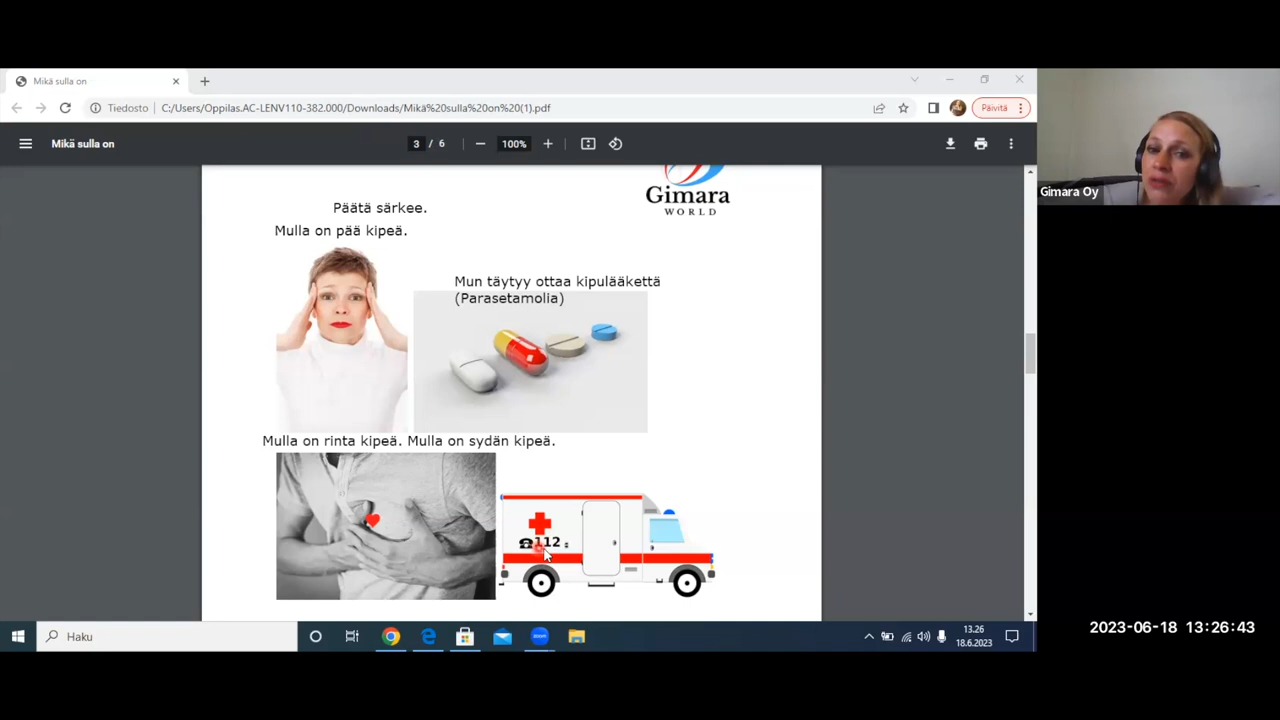 Mikä sulla on
Tiedosto
C:/Users/Oppilas.AC-LENV110-382.000/Downloads/Mikä%20sulla%20on%20(1).pdf
Päivitä
Mikä sulla on
3 / 6
100%
Gimara
WORLD
Gimara Oy
Päätä särkee.
Mulla on pää kipeä.
Mun täytyy ottaa kipulääkettä
(Parasetamolia)
Mulla on rinta kipeä. Mulla on sydän kipeä.
112
Haku
zoom
13.26
18.6.2023
2023-06-18 13:26:43